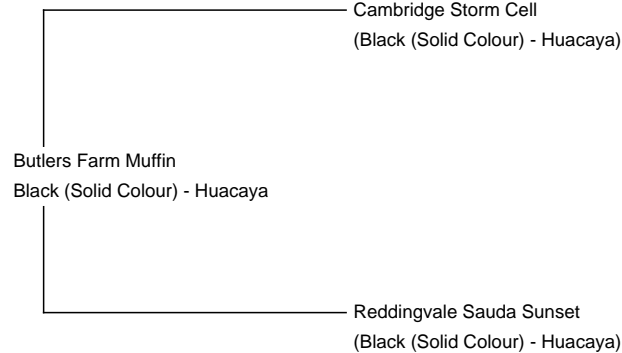 Cambridge Storm Cell
(Black (Solid Colour) - Huacaya)
Butlers Farm Muffin
Black (Solid Colour) - Huacaya
Reddingvale Sauda Sunset
(Black (Solid Colour) - Huacaya)